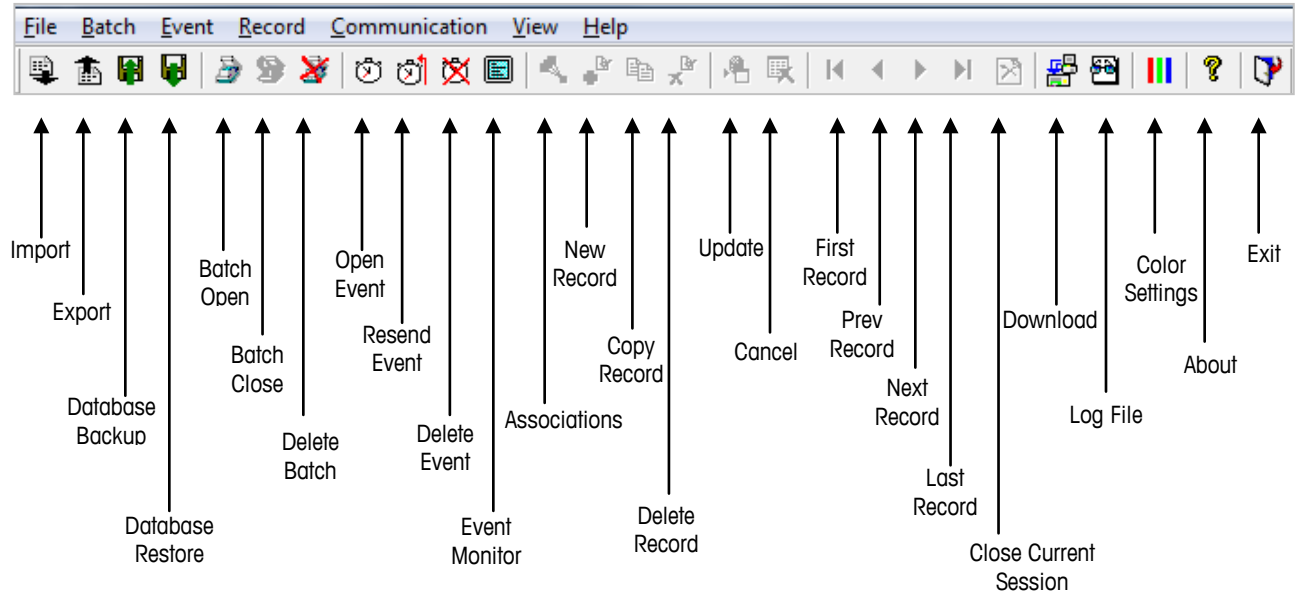 File Batch Event Record Communication View Help
Import
Export
Database
Backup
Database
Restore
Batch
Open
Batch
Close
Delete
Batch
Open
Event
Resend
Event
Delete
Event
Event
Monitor
Associations
New
Record
Copy
Record
Delete
Record
Update
Cancel
First
Record
Prev
Record
Next
Record
Last
Record
Close Current
Session
Download
Log File
Color
Settings
About
Exit